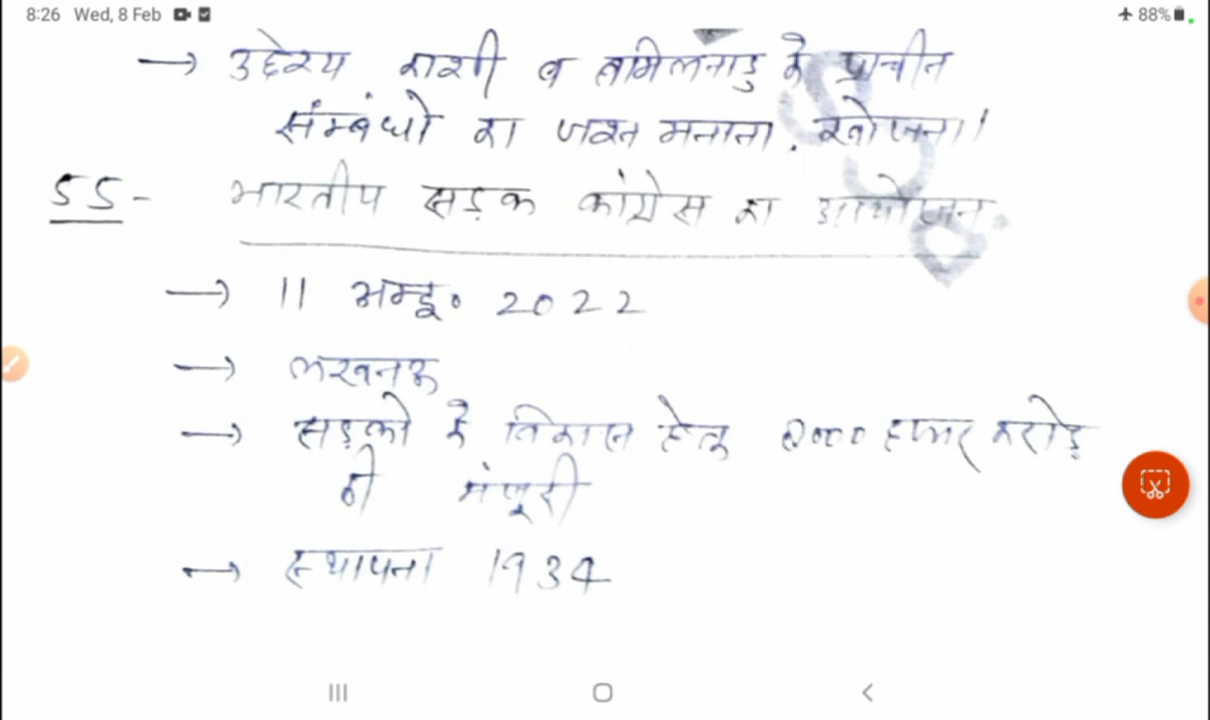 8:26 Wed, 8 Feb 88%
→ उद्देश्य काशी व तमिलनाडु के प्राचीन
संम्बंधो का जश्न मनाना, खोजना।
55- भारतीय सड़क कांग्रेस का आयोजन
→ 11 अक्टू॰ 2022
→ लखनऊ
→ सड़को के विकास हेतु 8000 हजार करोड़
की मंजूरी
→ स्थापना 1934